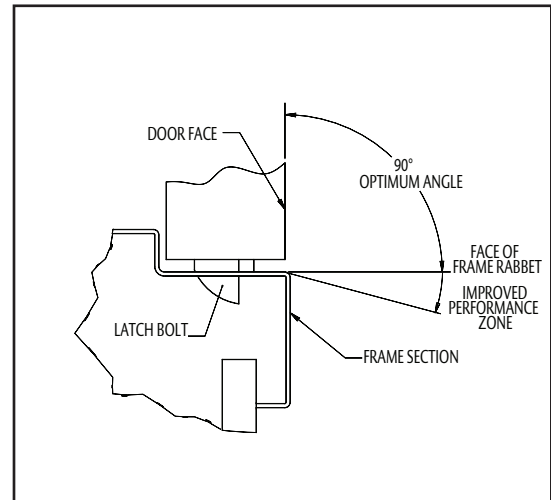 DOOR FACE
90°
OPTIMUM ANGLE
FACE OF
FRAME RABBET
IMPROVED
PERFORMANCE
ZONE
LATCH BOLT
FRAME SECTION